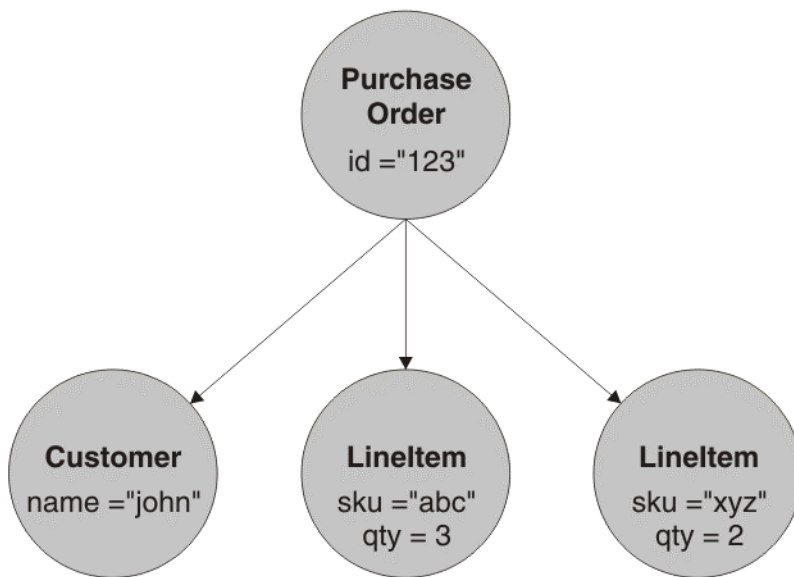 Purchase
Order
id ="123"
Customer
name ="john"
LineItem
sku ="abc"
qty = 3
LineItem
sku ="xyz"
qty = 2